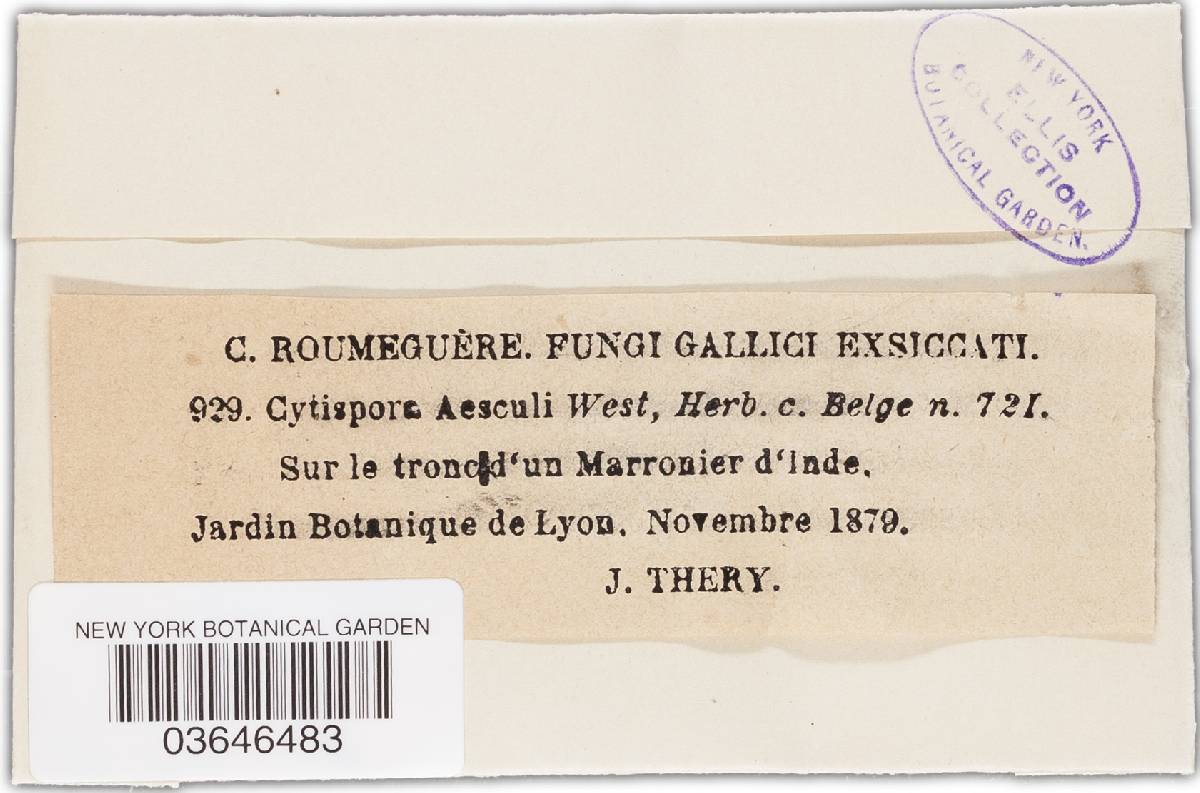 NEW YORK
ELLIS
COLLECTION
BOTANICAL GARDEN.
C. ROUMEGUÈRE. FUNGI GALLICI EXSICCATI.
929. Cytispora Aesculi West, Herb. c. Belge n. 721.
Sur le tronc d'un Marronier d'Inde.
Jardin Botanique de Lyon. Novembre 1879.
J. THERY.
NEW YORK BOTANICAL GARDEN
03646483